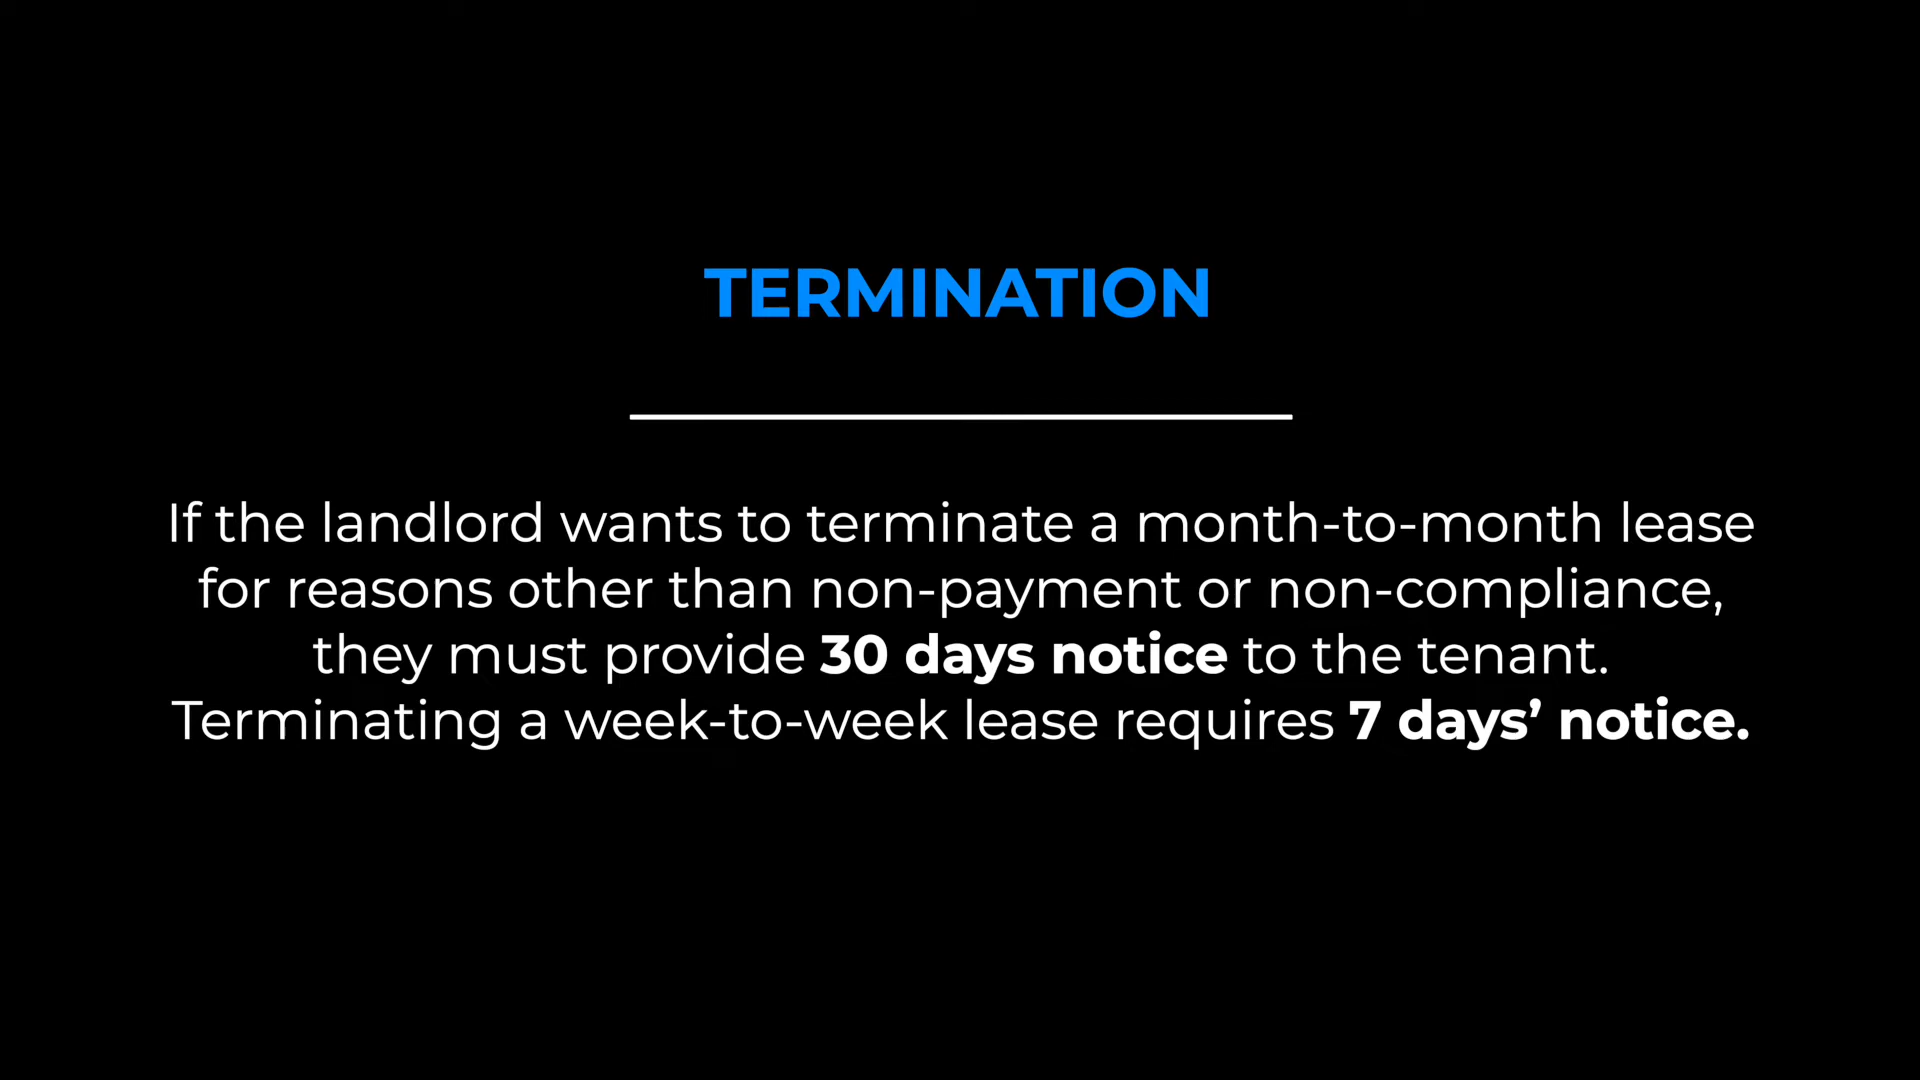 TERMINATION
If the landlord wants to terminate a month-to-month lease
for reasons other than non-payment or non-compliance,
they must provide 30 days notice to the tenant.
Terminating a week-to-week lease requires 7 days’ notice.